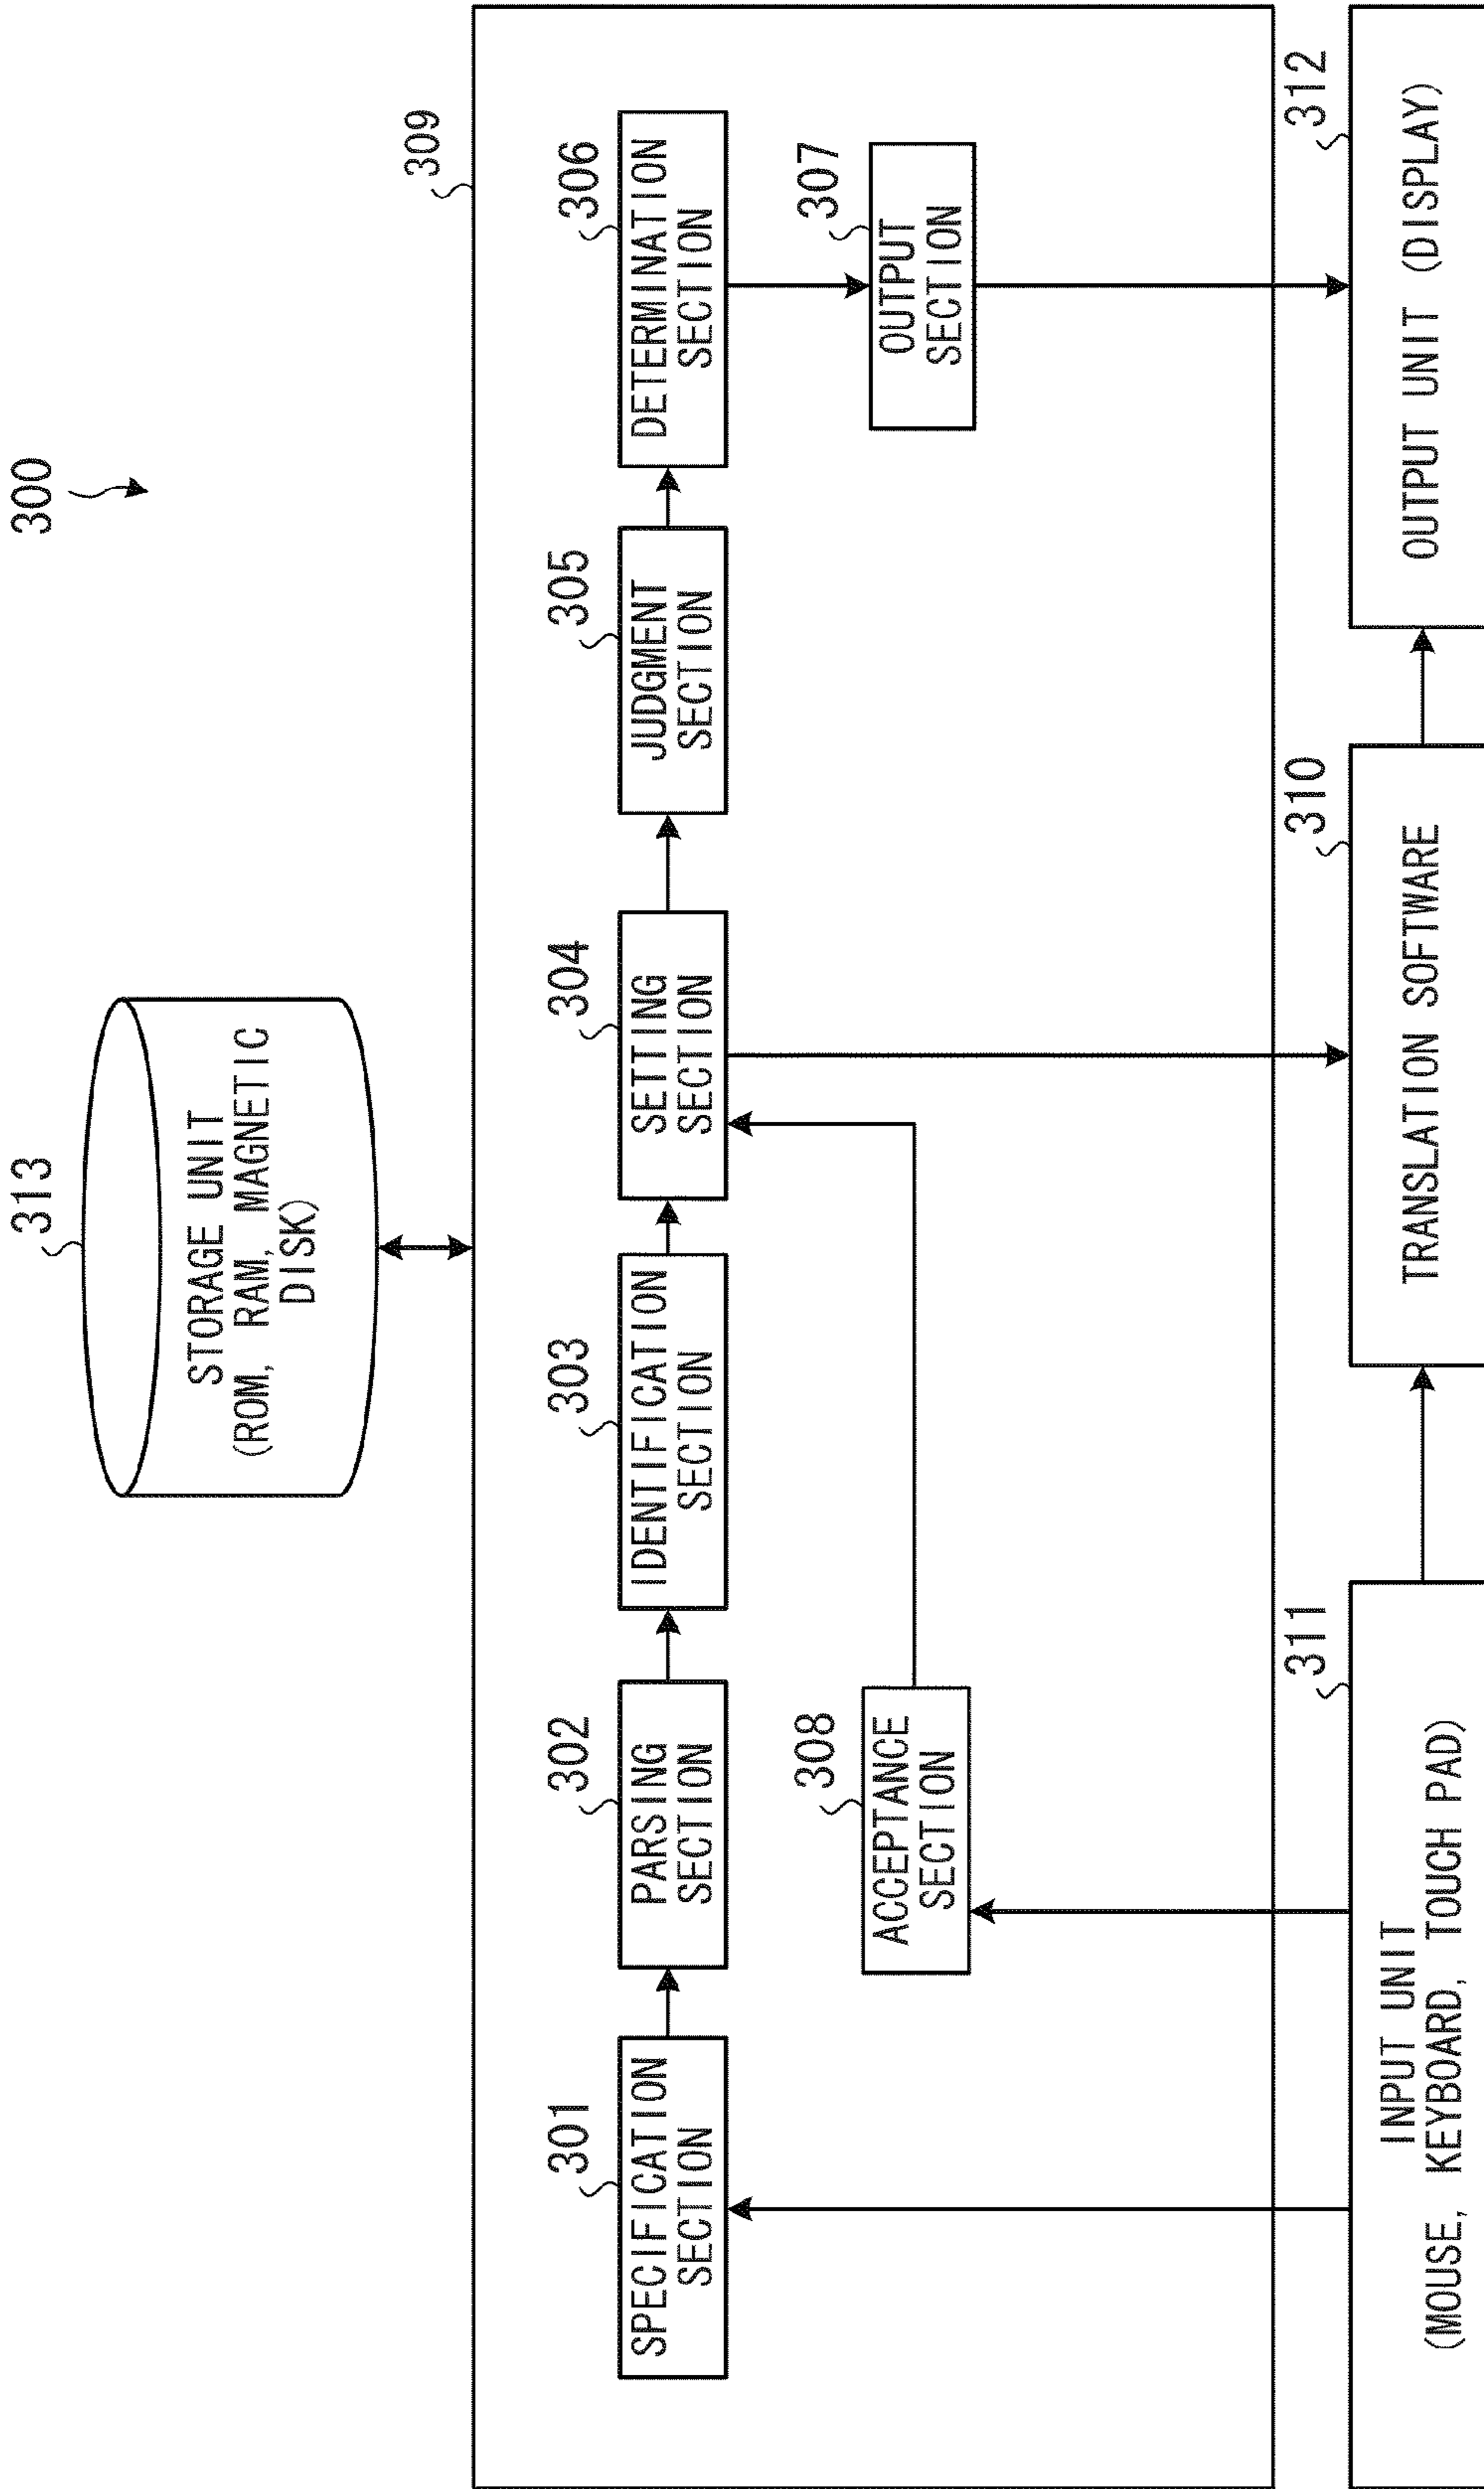 300
313
STORAGE UNIT
(ROM, RAM, MAGNETIC
DISK)
309
301
SPECIFICATION
SECTION
302
PARSING
SECTION
303
IDENTIFICATION
SECTION
304
SETTING
SECTION
305
JUDGMENT
SECTION
306
DETERMINATION
SECTION
308
ACCEPTANCE
SECTION
307
OUTPUT
SECTION
311
INPUT UNIT
(MOUSE, KEYBOARD, TOUCH PAD)
310
TRANSLATION SOFTWARE
312
OUTPUT UNIT (DISPLAY)